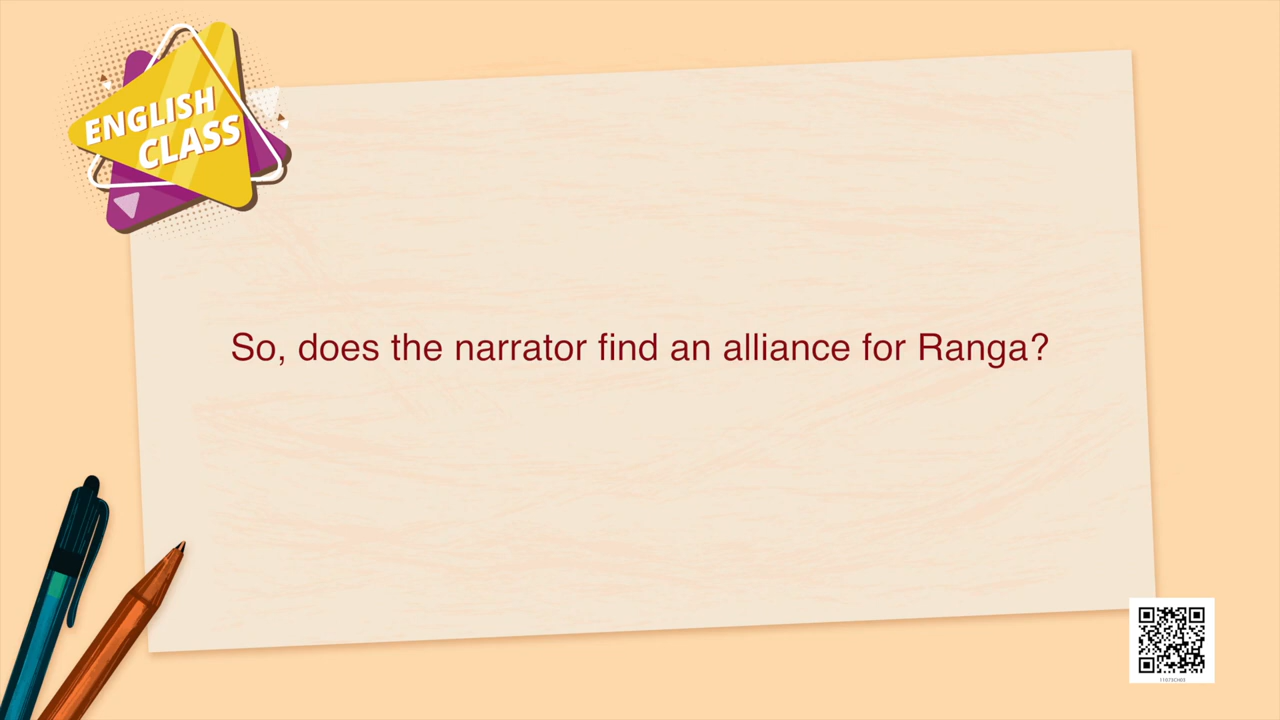 ENGLISH
CLASS
So, does the narrator find an alliance for Ranga?